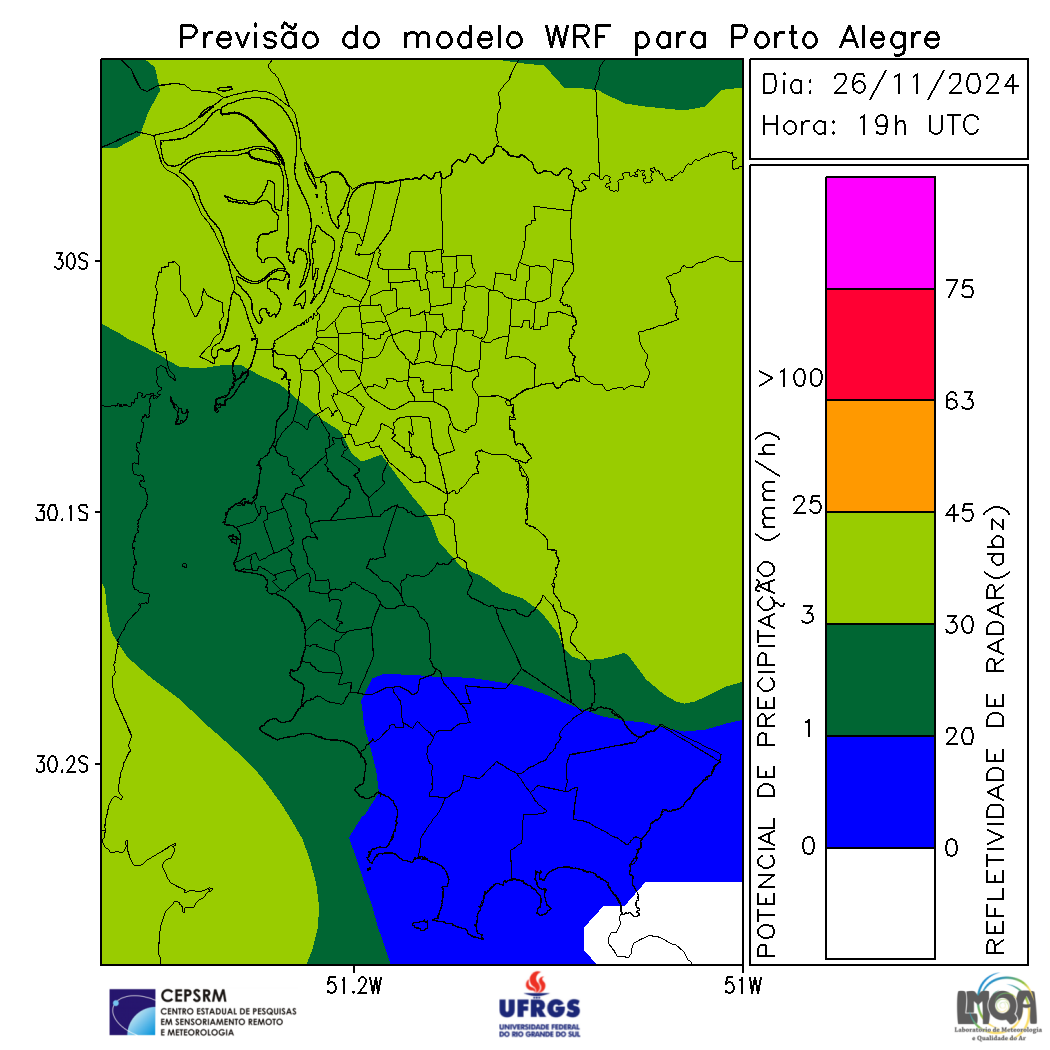 Previsão do modelo WRF para Porto Alegre
Dia: 26/11/2024
Hora: 19h UTC
30S
30.1S
30.2S
51.2W
51W
POTENCIAL DE PRECIPITAÇÃO (mm/h)
>100
25
3
1
0
75
63
45
30
20
0
REFLETIVIDADE DE RADAR(dbz)
CEPSRM
CENTRO ESTADUAL DE PESQUISAS
EM SENSORIAMENTO REMOTO
E METEOROLOGIA
UFRGS
UNIVERSIDADE FEDERAL
DO RIO GRANDE DO SUL
LMQA
Laboratório de Meteorologia
e Qualidade do Ar